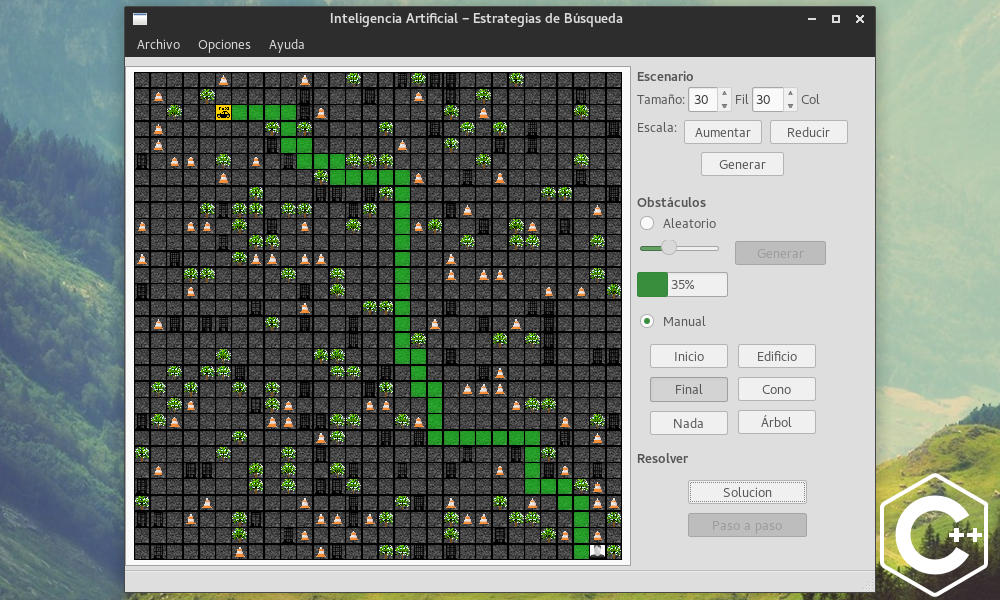 Inteligencia Artificial – Estrategias de Búsqueda
Archivo Opciones Ayuda
Escenario
Tamaño: 30 Fil 30 Col
Escala: Aumentar Reducir
Generar
Obstáculos
Aleatorio
Generar
35%
Manual
Inicio Edificio
Final Cono
Nada Árbol
Resolver
Solucion
Paso a paso
C++